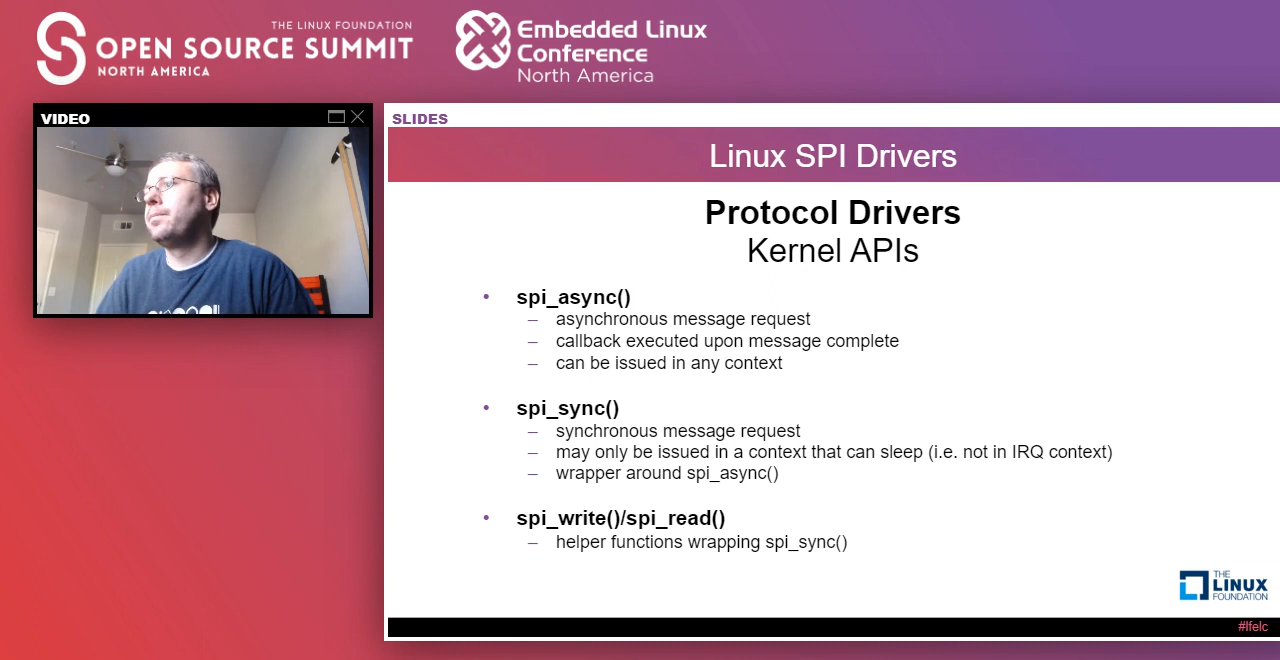 THE LINUX FOUNDATION
OPEN SOURCE SUMMIT
NORTH AMERICA
Embedded Linux
Conference
North America
VIDEO
SLIDES
Linux SPI Drivers
Protocol Drivers
Kernel APIs
• spi_async()
– asynchronous message request
– callback executed upon message complete
– can be issued in any context
• spi_sync()
– synchronous message request
– may only be issued in a context that can sleep (i.e. not in IRQ context)
– wrapper around spi_async()
• spi_write()/spi_read()
– helper functions wrapping spi_sync()
THE
LINUX
FOUNDATION
#lfelc